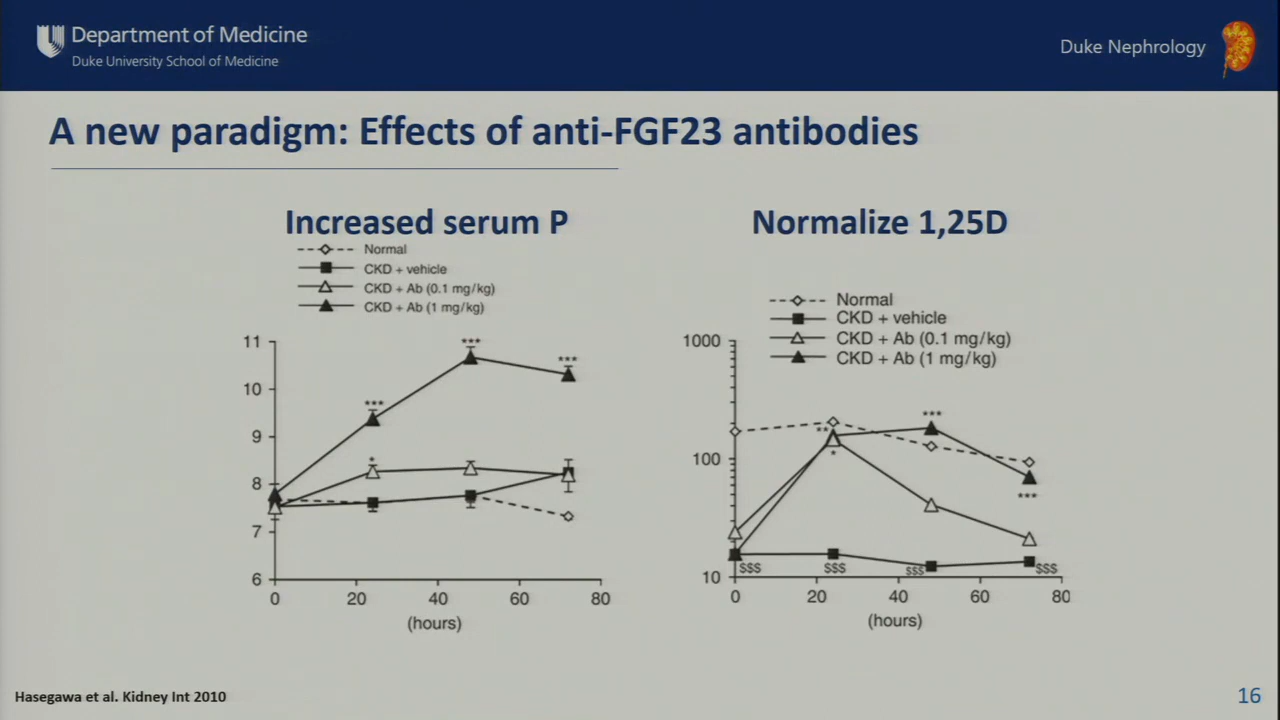 Department of Medicine
Duke University School of Medicine
Duke Nephrology
A new paradigm: Effects of anti-FGF23 antibodies
Increased serum P
Normal
CKD + vehicle
CKD + Ab (0.1 mg/kg)
CKD + Ab (1 mg/kg)
11
10
9
8
7
6
***
***
***
*
0 20 40 60 80
(hours)
Normalize 1,25D
Normal
CKD + vehicle
CKD + Ab (0.1 mg/kg)
CKD + Ab (1 mg/kg)
1000
100
10
**
*
***
***
$$$ $$$ $$$ $$$
0 20 40 60 80
(hours)
Hasegawa et al. Kidney Int 2010
16